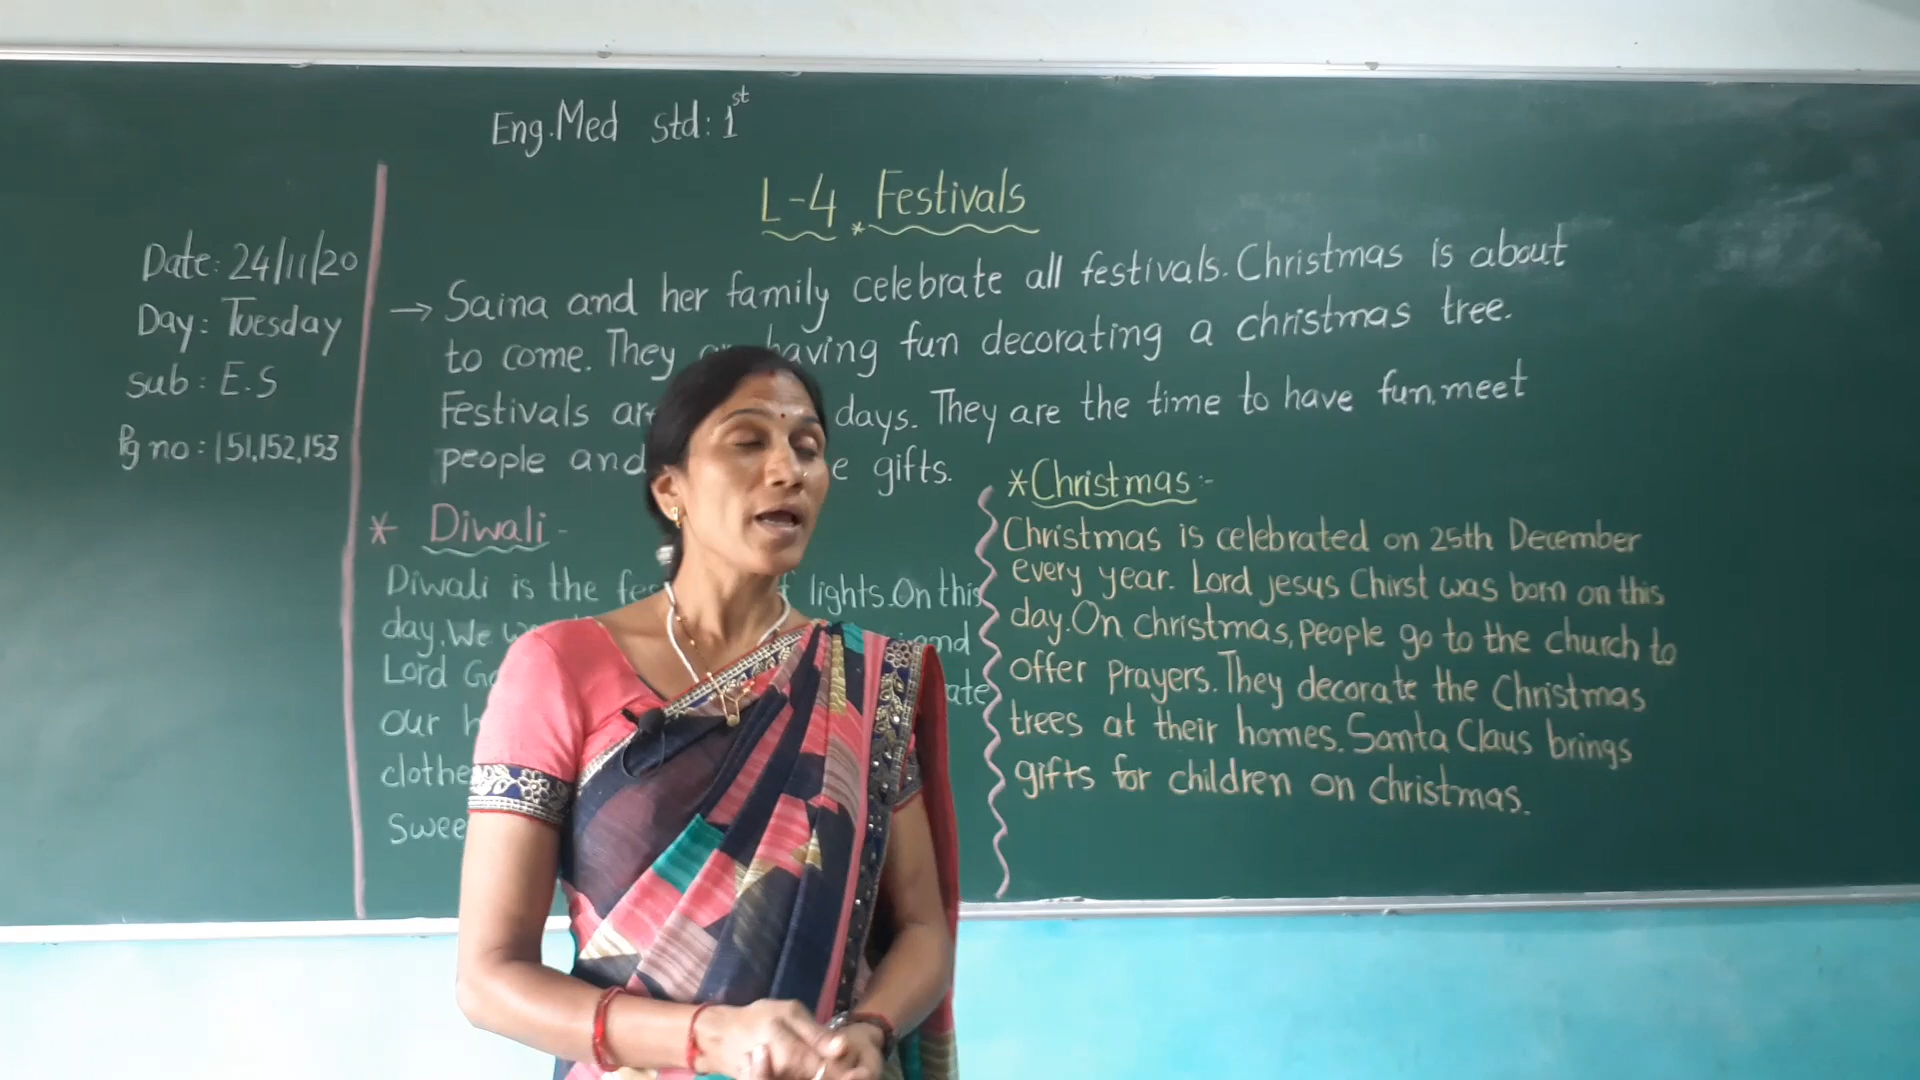 Eng.Med Std: 1st
L-4 * Festivals
Date: 24/11/20
Day: Tuesday
Sub: E.S
Pg no: 151,152,153
→ Saina and her family celebrate all festivals. Christmas is about
to come. They having fun decorating a christmas tree.
Festivals days. They are the time to have fun, meet
people and gifts.
* Diwali -
Diwali is the lights. On this
day. We
Lord
our
* Christmas :-
Christmas is celebrated on 25th December
every year. Lord jesus Chirst was born on this
day. On christmas, people go to the church to
offer prayers. They decorate the Christmas
trees at their homes. Santa Claus brings
gifts for children on christmas.